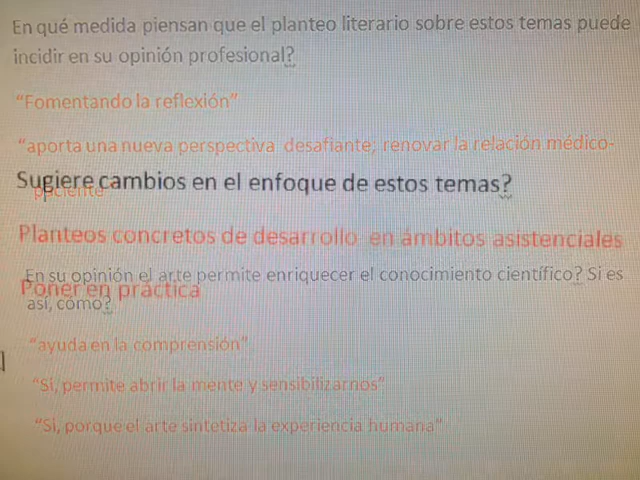 En qué medida piensan que el planteo literario sobre estos temas puede
incidir en su opinión profesional?
"Fomentando la reflexión"
"aporta una nueva perspectiva desafiante; renovar la relación médico-
paciente"
Sugiere cambios en el enfoque de estos temas?
Planteos concretos de desarrollo en ámbitos asistenciales
En su opinión el arte permite enriquecer el conocimiento científico? Si es
así, cómo?
Poner en práctica
"ayuda en la comprensión"
"Sí, permite abrir la mente y sensibilizarnos"
"Si, porque el arte sintetiza la experiencia humana"